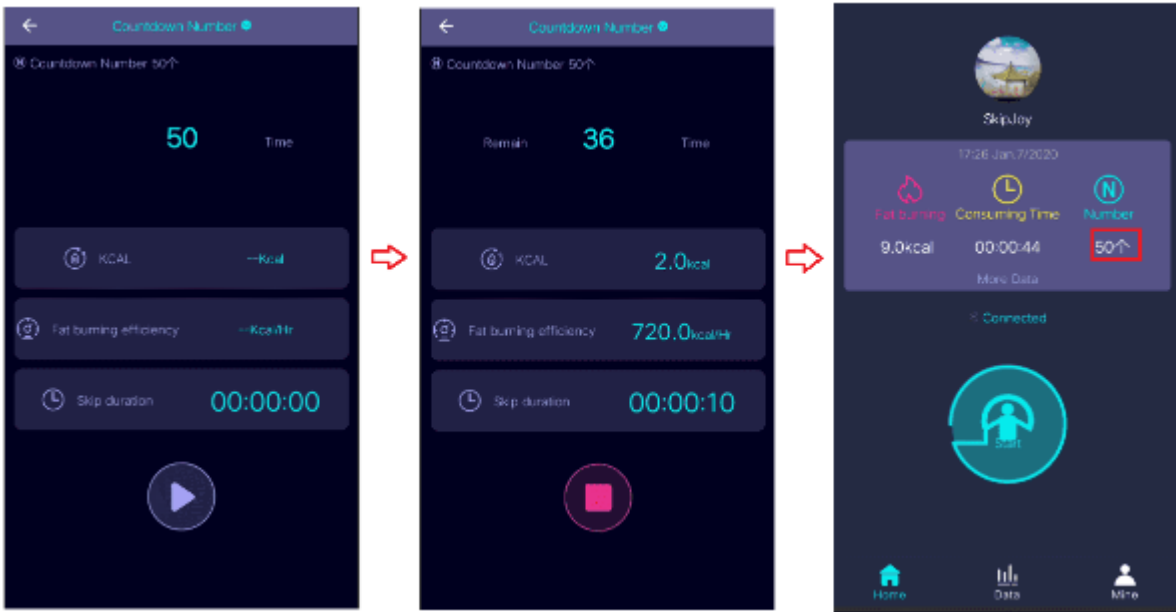 Countdown Number
Countdown Number 50个
50 Time
KCAL --Kcal
Fat burning efficiency --Kcal/Hr
Skip duration 00:00:00
Countdown Number
Countdown Number 50个
Remain 36 Time
KCAL 2.0kcal
Fat burning efficiency 720.0kcal/Hr
Skip duration 00:00:10
SkipJoy
17:26 Jan.7/2020
N
Fat burning Consuming Time Number
9.0kcal 00:00:44 50个
More Data
Connected
Start
Home Data Mine